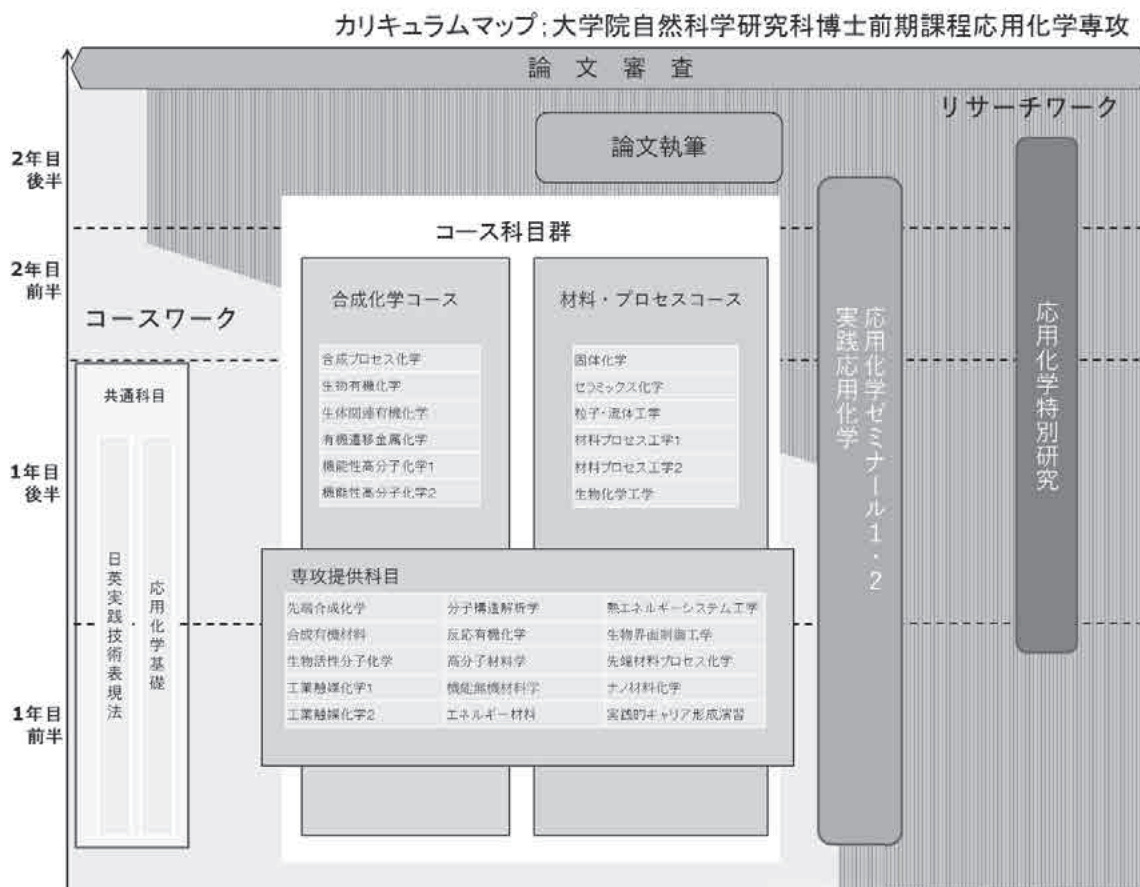 カリキュラムマップ；大学院自然科学研究科博士前期課程応用化学専攻
論文審査
リサーチワーク
論文執筆
2年目
後半
コース科目群
2年目
前半
合成化学コース
材料・プロセスコース
コースワーク
合成プロセス化学
生物有機化学
生体関連有機化学
有機遷移金属化学
機能性高分子化学1
機能性高分子化学2
固体化学
セラミックス化学
粒子・流体工学
材料プロセス工学1
材料プロセス工学2
生物化学工学
応用化学ゼミナール1・2
実践応用化学
応用化学特別研究
共通科目
1年目
後半
日英実践技術表現法
応用化学基礎
専攻提供科目
先端合成化学
分子構造解析学
熱エネルギーシステム工学
合成有機材料
反応有機化学
生物界面制御工学
生物活性分子化学
高分子材料学
先端材料プロセス化学
工業触媒化学1
機能無機材料学
ナノ材料化学
工業触媒化学2
エネルギー材料
実践的キャリア形成演習
1年目
前半